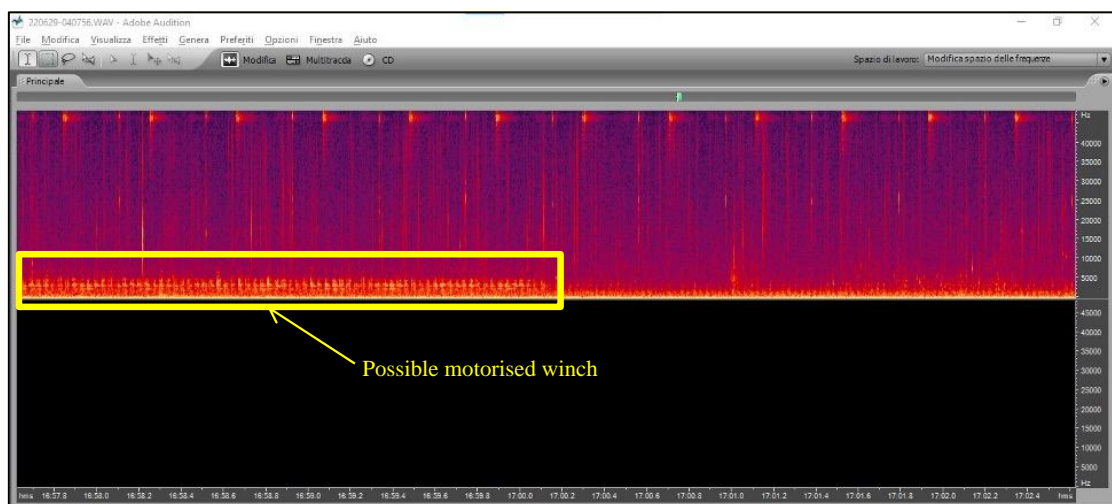 220629-040756.WAV - Adobe Audition
File Modifica Visualizza Effetti Genera Preferiti Opzioni Finestra Aiuto
Modifica Multitraccia CD Spazio di lavoro: Modifica spazio delle frequenze
Principale
Hz
40000
35000
30000
25000
20000
15000
10000
5000
Hz
45000
40000
35000
30000
25000
20000
15000
10000
5000
Hz
Possible motorised winch
hms 16:57.8 16:58.0 16:58.2 16:58.4 16:58.6 16:58.8 16:59.0 16:59.2 16:59.4 16:59.6 16:59.8 17:00.0 17:00.2 17:00.4 17:00.6 17:00.8 17:01.0 17:01.2 17:01.4 17:01.6 17:01.8 17:02.0 17:02.2 17:02.4 hms